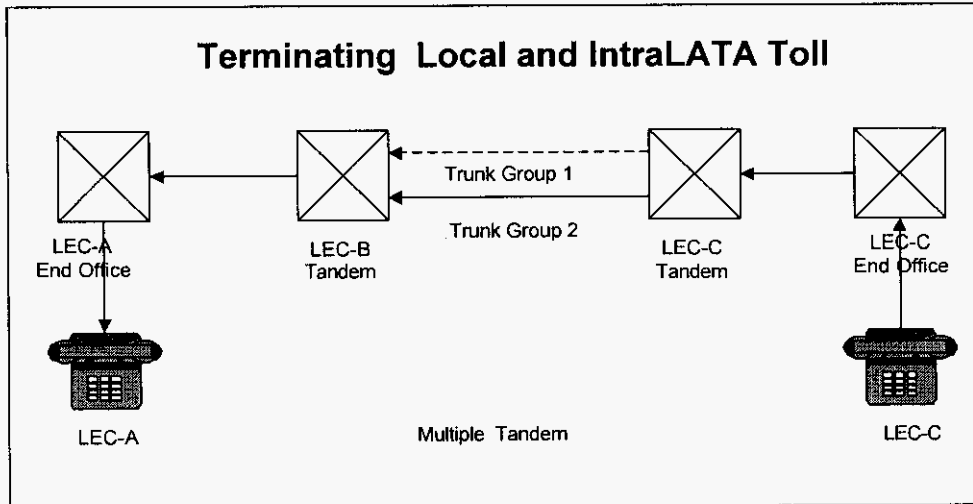 Terminating Local and IntraLATA Toll
Trunk Group 1
Trunk Group 2
LEC-A
End Office
LEC-B
Tandem
LEC-C
Tandem
LEC-C
End Office
LEC-A
Multiple Tandem
LEC-C